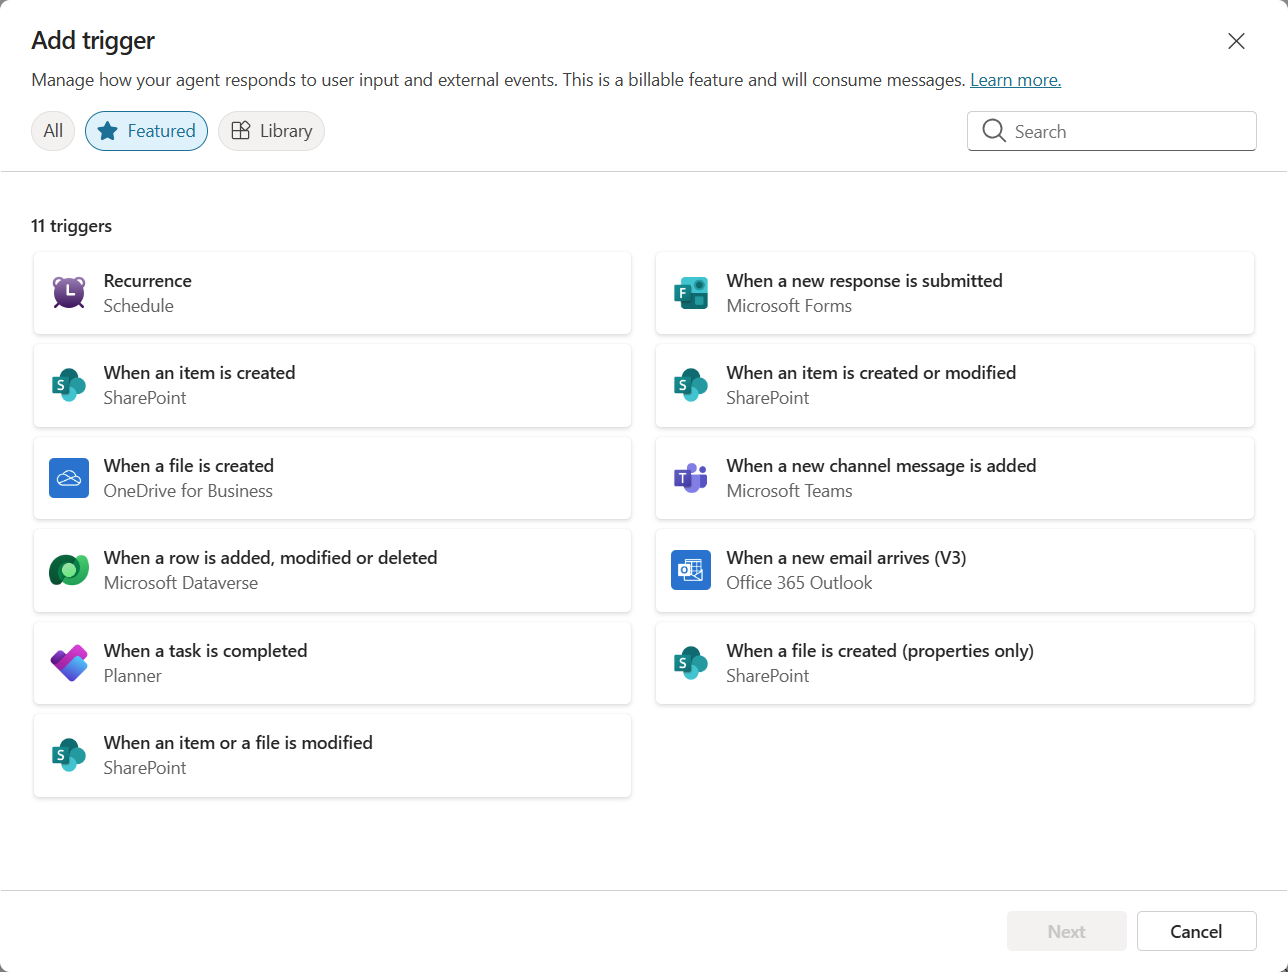 Add trigger
Manage how your agent responds to user input and external events. This is a billable feature and will consume messages. Learn more.
All
Featured
Library
Search
11 triggers
L
Recurrence
Schedule
F
When a new response is submitted
Microsoft Forms
S
When an item is created
SharePoint
S
When an item is created or modified
SharePoint
When a file is created
OneDrive for Business
T
When a new channel message is added
Microsoft Teams
When a row is added, modified or deleted
Microsoft Dataverse
O
When a new email arrives (V3)
Office 365 Outlook
When a task is completed
Planner
S
When a file is created (properties only)
SharePoint
S
When an item or a file is modified
SharePoint
Next
Cancel